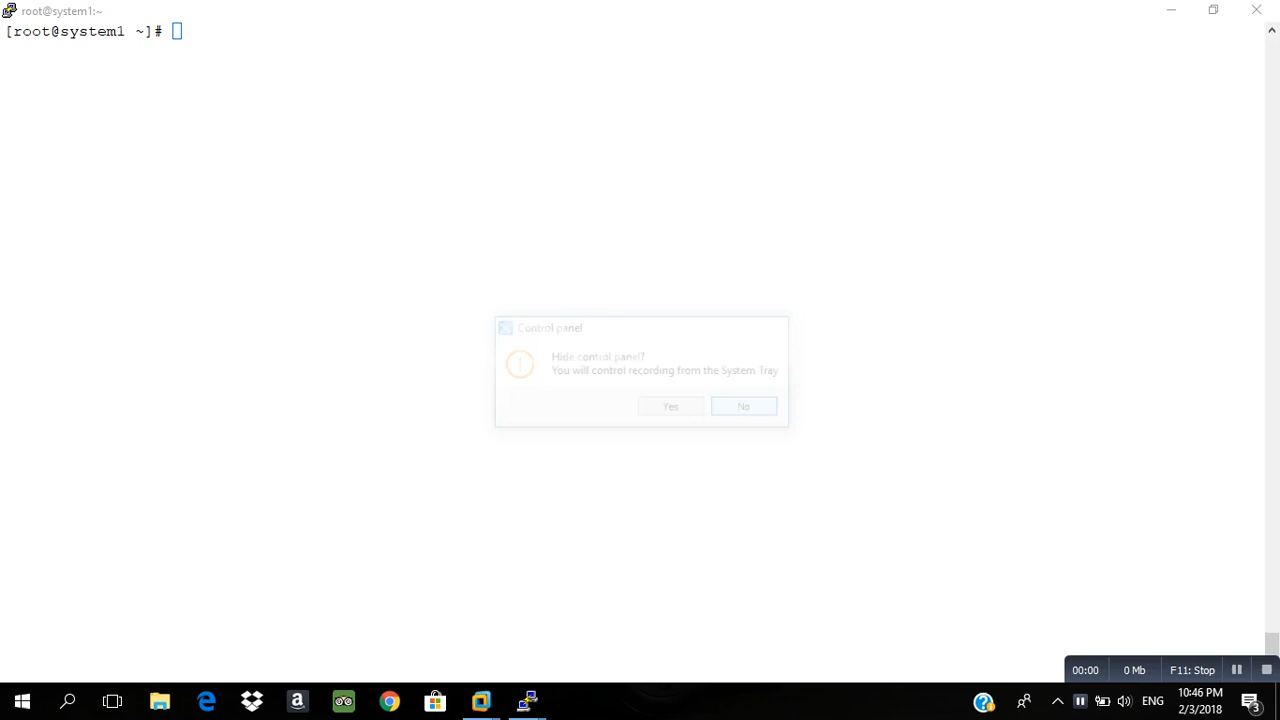 root@system1:~
[root@system1 ~]#
Control panel
Hide control panel?
You will control recording from the System Tray
Yes
No
00:00
0 Mb
F11: Stop
ENG
10:46 PM
2/3/2018
3